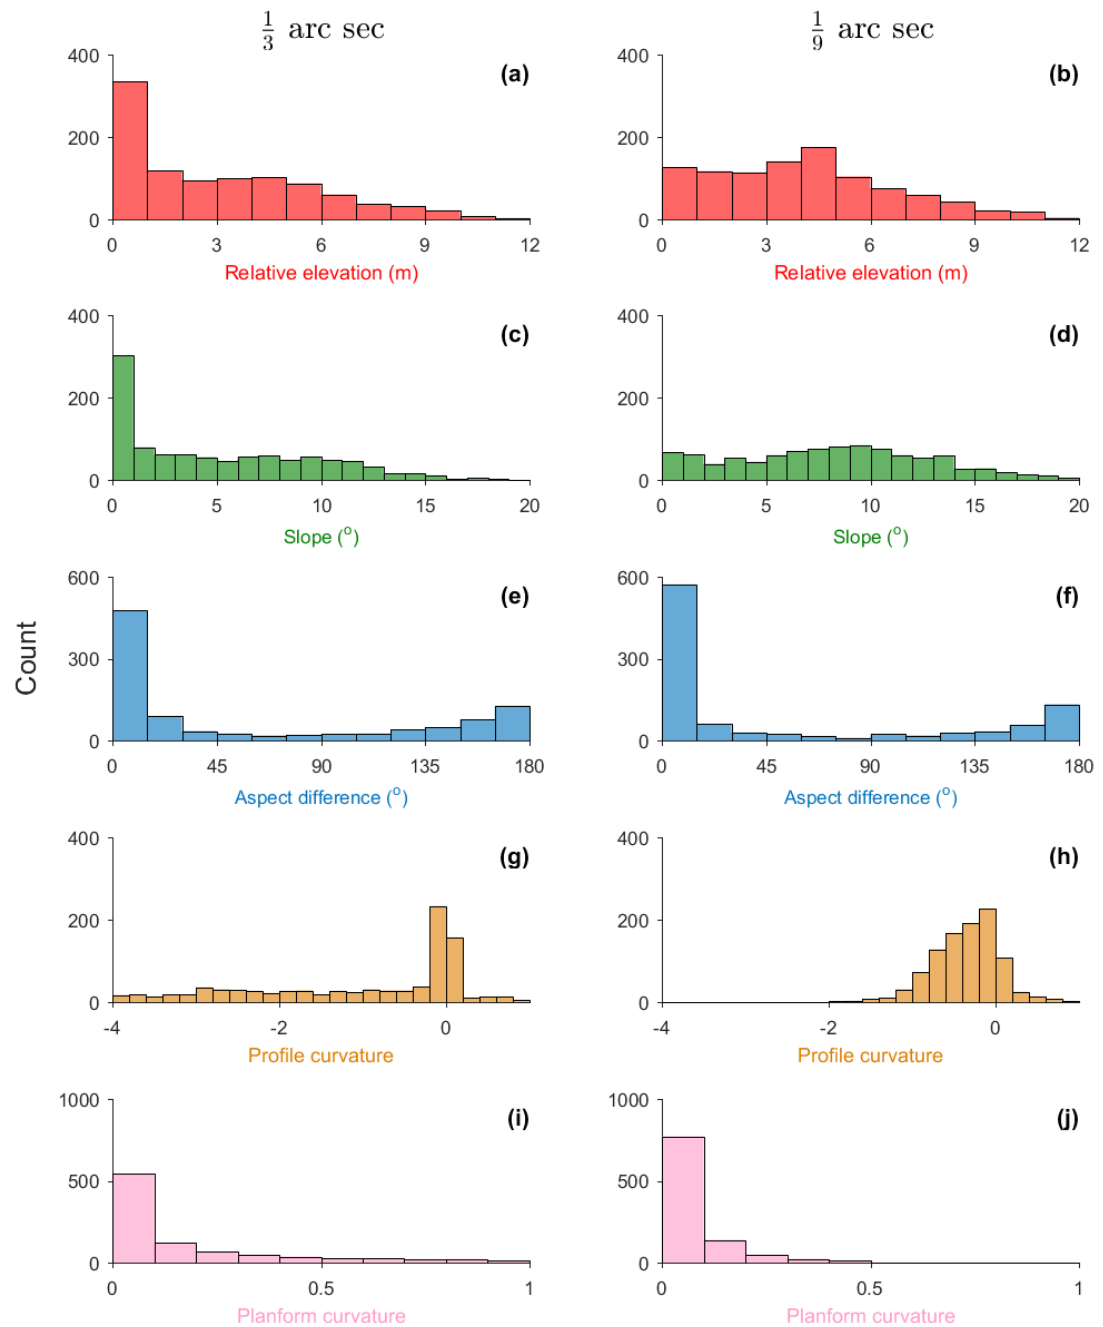 1/3 arc sec
1/9 arc sec
400
(a)
200
0
0 3 6 9 12
Relative elevation (m)
400
(b)
200
0
0 3 6 9 12
Relative elevation (m)
400
(c)
200
0
0 5 10 15 20
Slope (o)
400
(d)
200
0
0 5 10 15 20
Slope (o)
Count
600
(e)
300
0
0 45 90 135 180
Aspect difference (o)
600
(f)
300
0
0 45 90 135 180
Aspect difference (o)
400
(g)
200
0
-4 -2 0
Profile curvature
400
(h)
200
0
-4 -2 0
Profile curvature
1000
(i)
500
0
0 0.5 1
Planform curvature
1000
(j)
500
0
0 0.5 1
Planform curvature